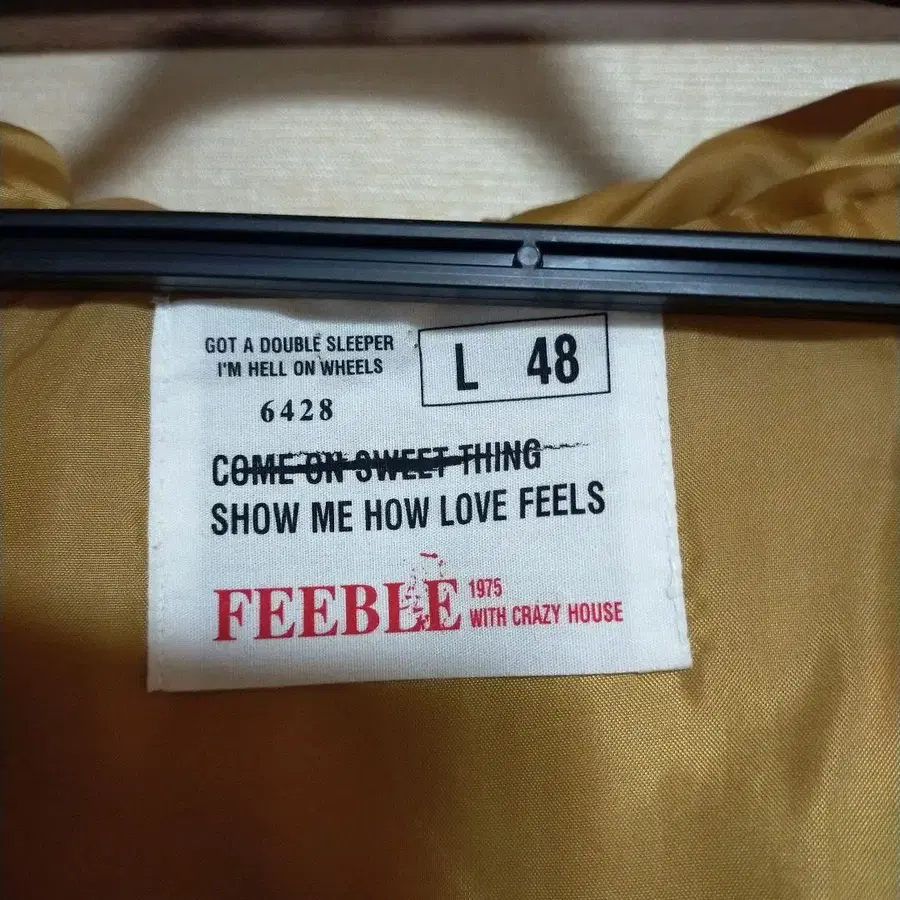 GOT A DOUBLE SLEEPER
I'M HELL ON WHEELS
6428
L 48
COME ON SWEET THING
SHOW ME HOW LOVE FEELS
FEEBLE 1975
WITH CRAZY HOUSE